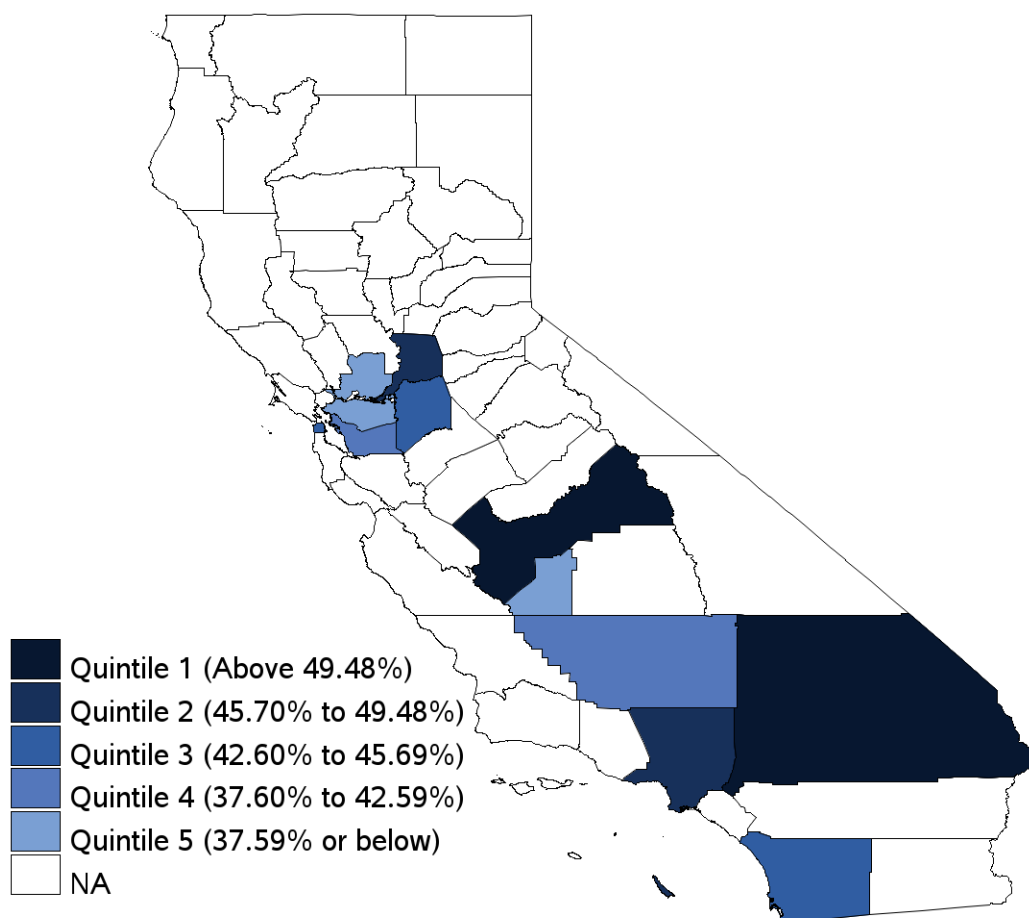 Quintile 1 (Above 49.48%)
Quintile 2 (45.70% to 49.48%)
Quintile 3 (42.60% to 45.69%)
Quintile 4 (37.60% to 42.59%)
Quintile 5 (37.59% or below)
NA